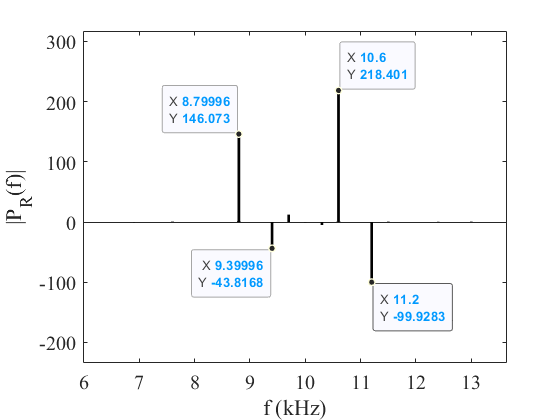 300
200
100
0
-100
-200
|P_R(f)|
X 8.79996
Y 146.073
X 10.6
Y 218.401
X 9.39996
Y -43.8168
X 11.2
Y -99.9283
6 7 8 9 10 11 12 13
f (kHz)